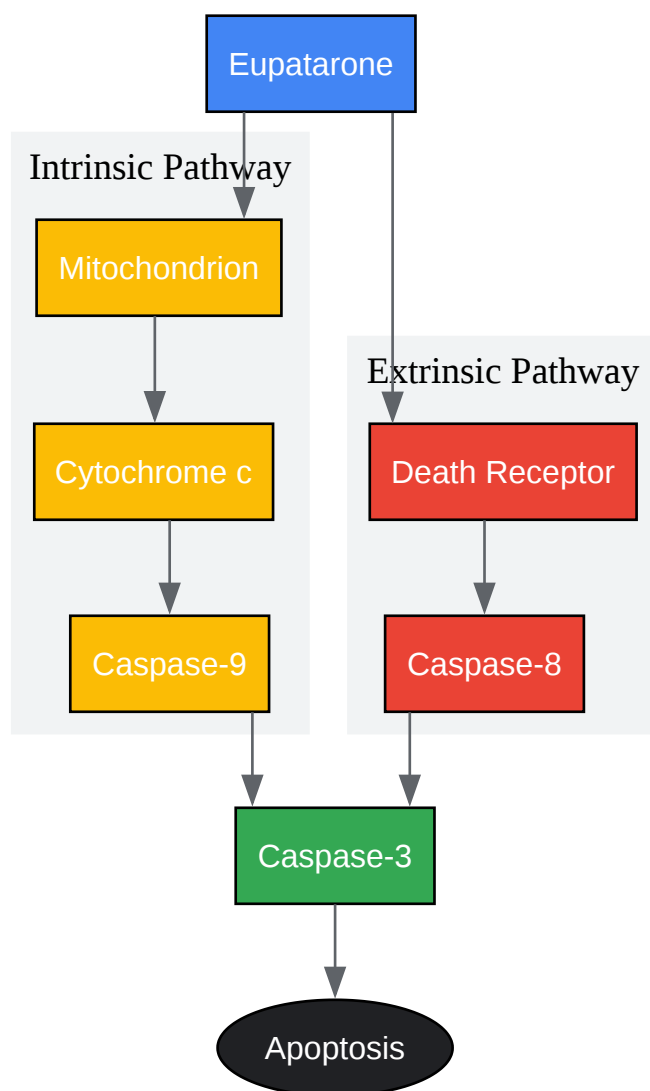 Eupatarone
Intrinsic Pathway
Mitochondrion
Extrinsic Pathway
Cytochrome c
Death Receptor
Caspase-9
Caspase-8
Caspase-3
Apoptosis